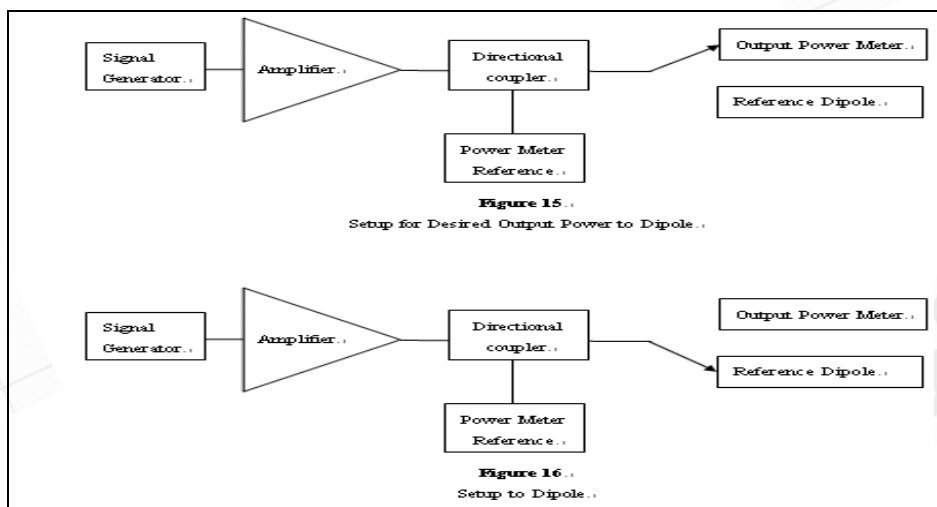 Signal
Generator
Amplifier
Directional
coupler
Output Power Meter
Reference Dipole
Power Meter
Reference
Figure 15
Setup for Desired Output Power to Dipole
Signal
Generator
Amplifier
Directional
coupler
Output Power Meter
Reference Dipole
Power Meter
Reference
Figure 16
Setup to Dipole